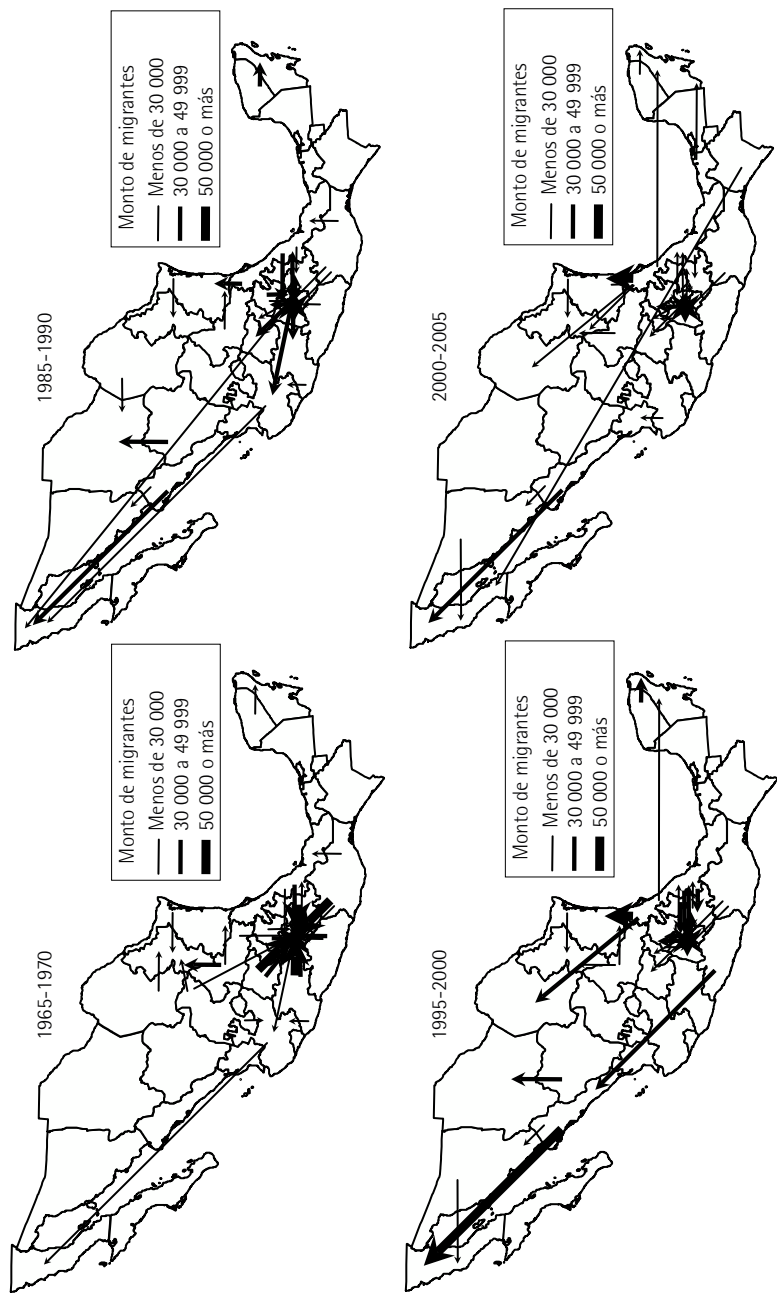 1965-1970
Monto de migrantes
Menos de 30 000
30 000 a 49 999
50 000 o más
1985-1990
Monto de migrantes
Menos de 30 000
30 000 a 49 999
50 000 o más
1995-2000
Monto de migrantes
Menos de 30 000
30 000 a 49 999
50 000 o más
2000-2005
Monto de migrantes
Menos de 30 000
30 000 a 49 999
50 000 o más